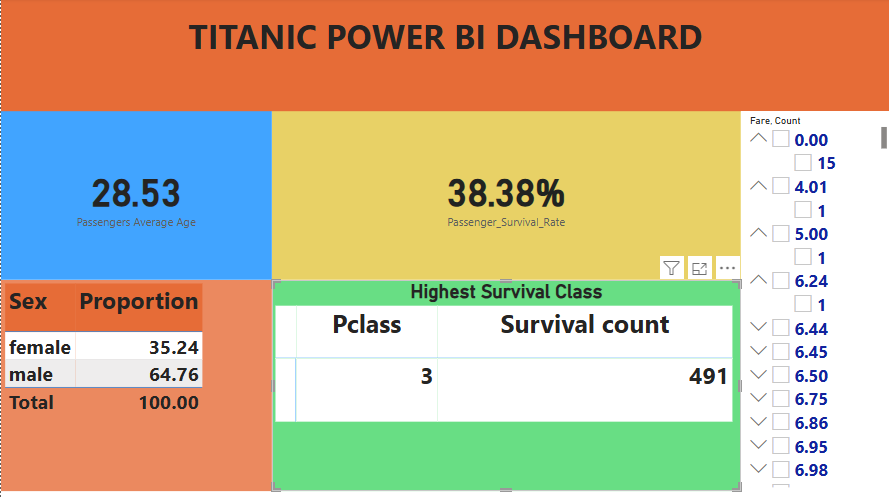 TITANIC POWER BI DASHBOARD
28.53
Passengers Average Age
38.38%
Passenger_Survival_Rate
Sex Proportion
female 35.24
male 64.76
Total 100.00
Highest Survival Class
Pclass Survival count
3 491
Fare, Count
0.00
15
4.01
1
5.00
1
6.24
1
6.44
6.45
6.50
6.75
6.86
6.95
6.98